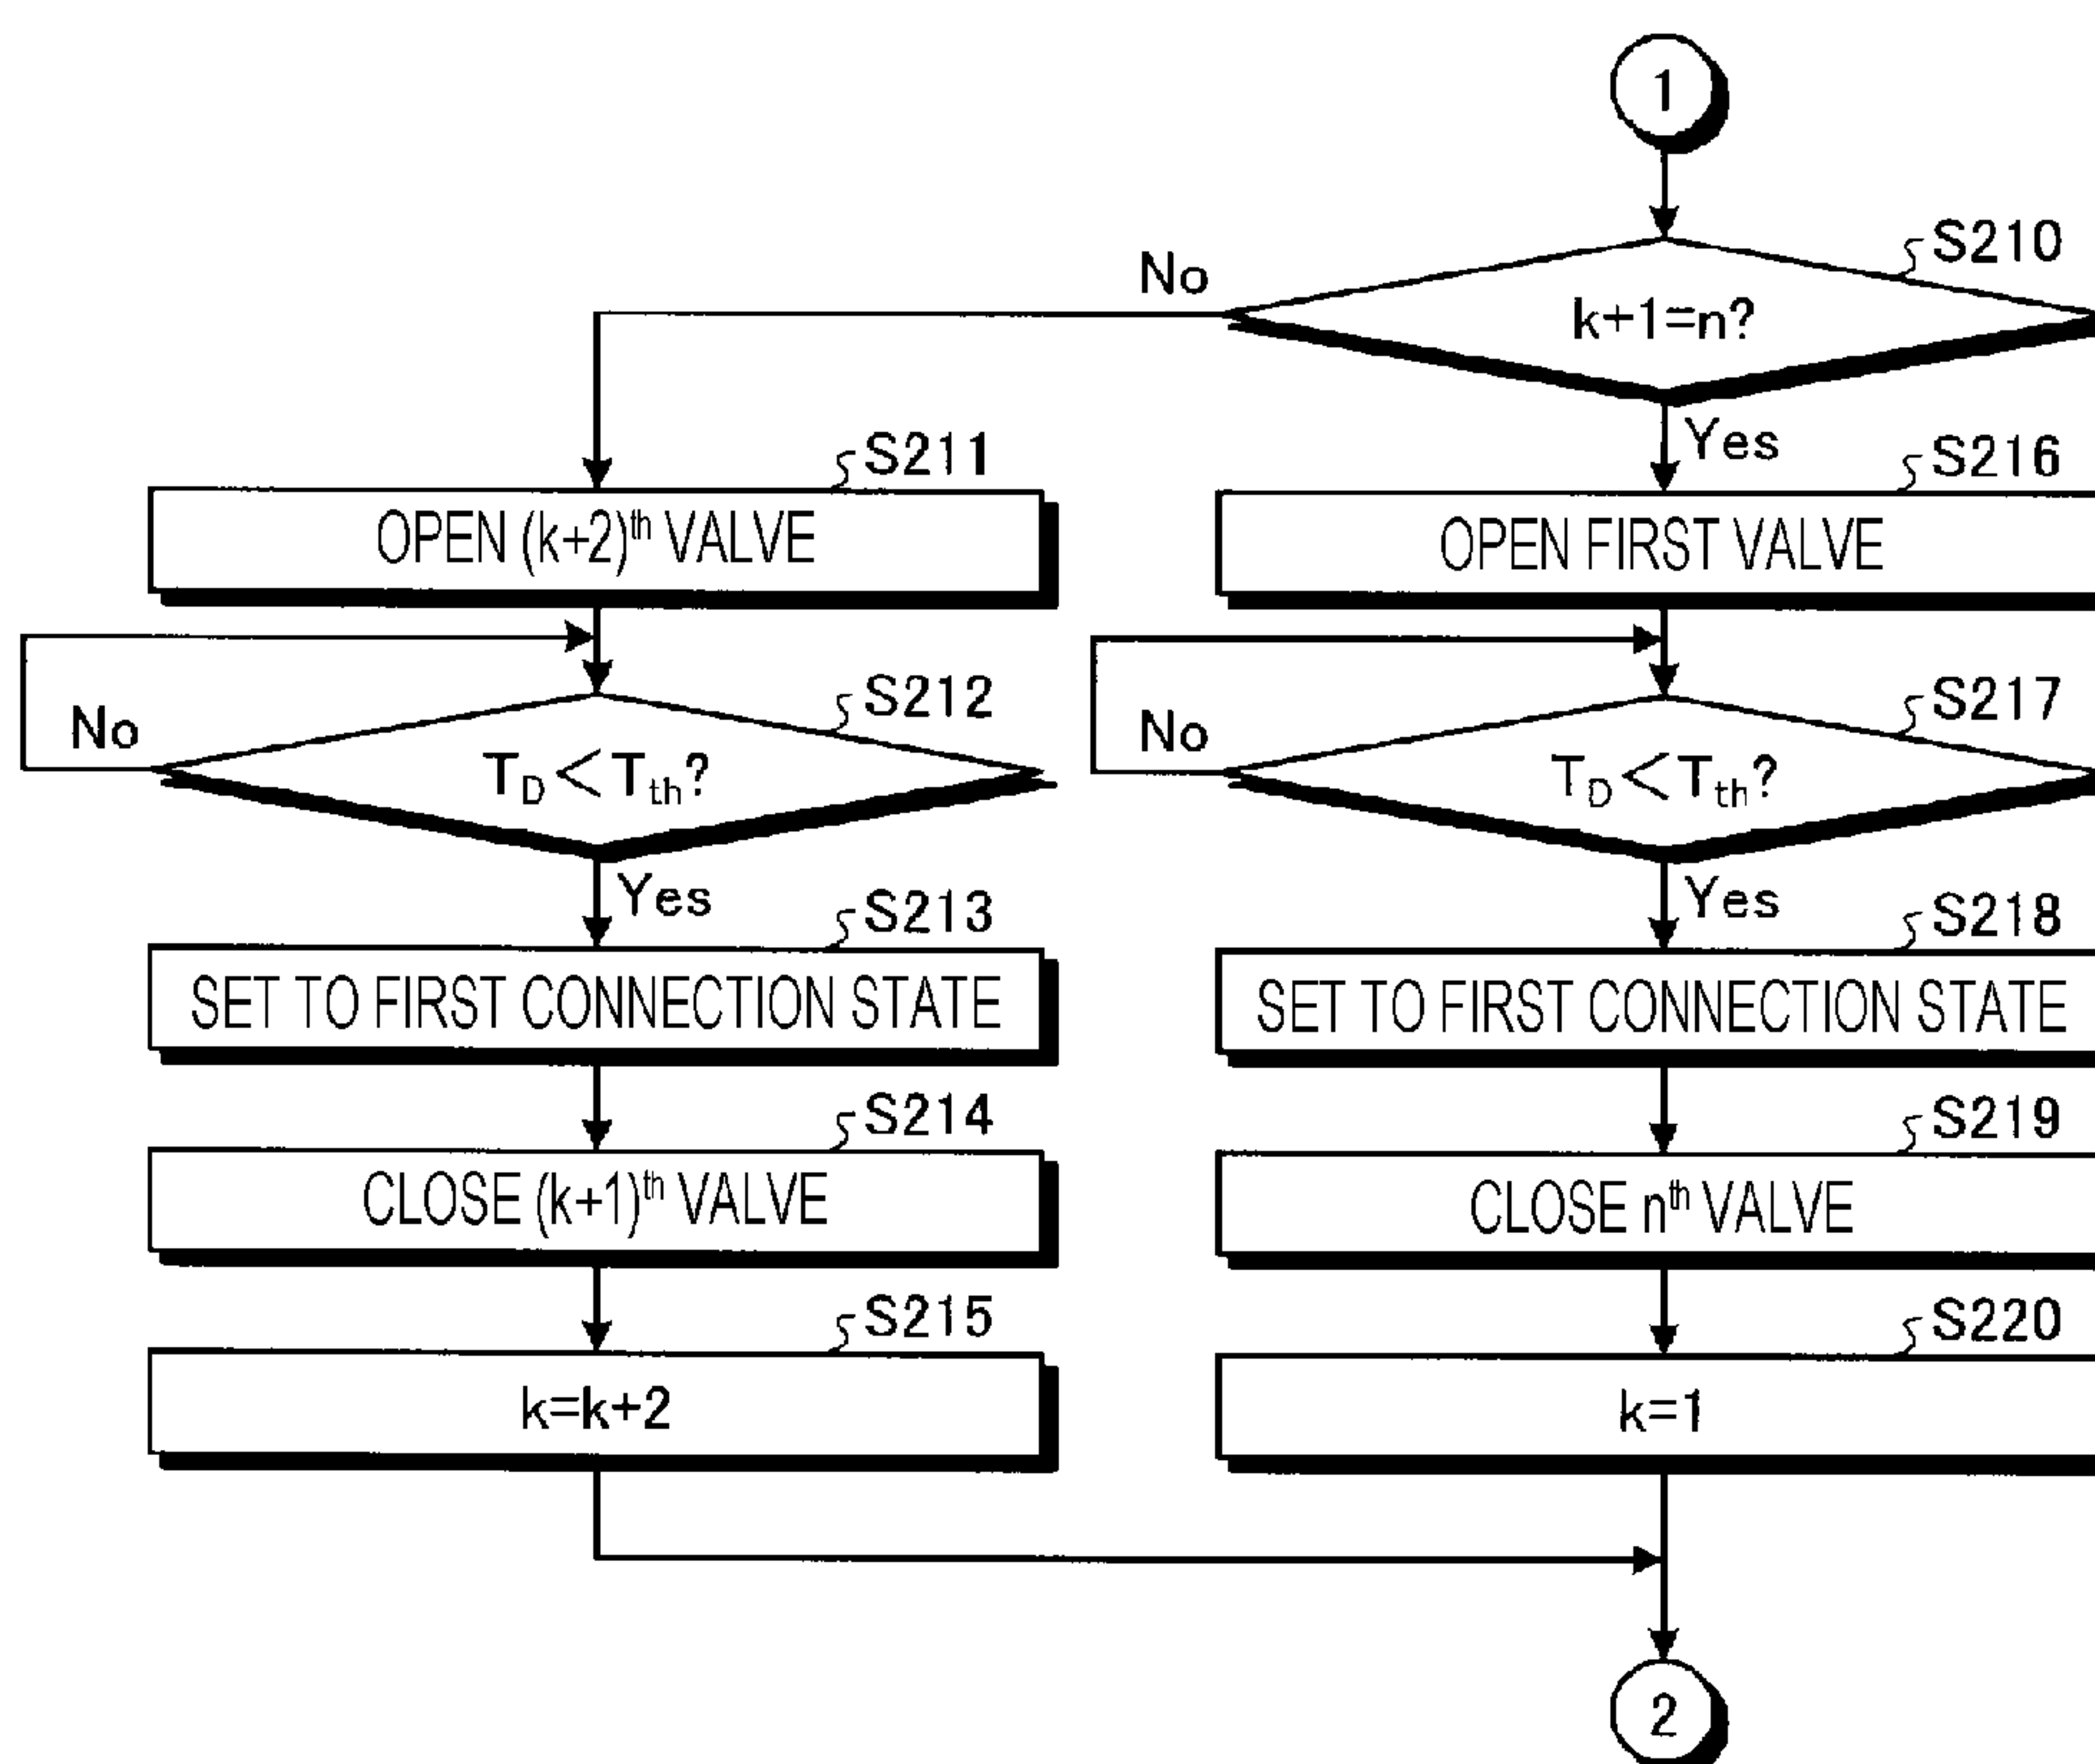 1
S210
No
k+1=n?
Yes
S211
OPEN (k+2)th VALVE
S212
No
TD<Tth?
Yes
S213
SET TO FIRST CONNECTION STATE
S214
CLOSE (k+1)th VALVE
S215
k=k+2
S216
OPEN FIRST VALVE
S217
No
TD<Tth?
Yes
S218
SET TO FIRST CONNECTION STATE
S219
CLOSE nth VALVE
S220
k=1
2